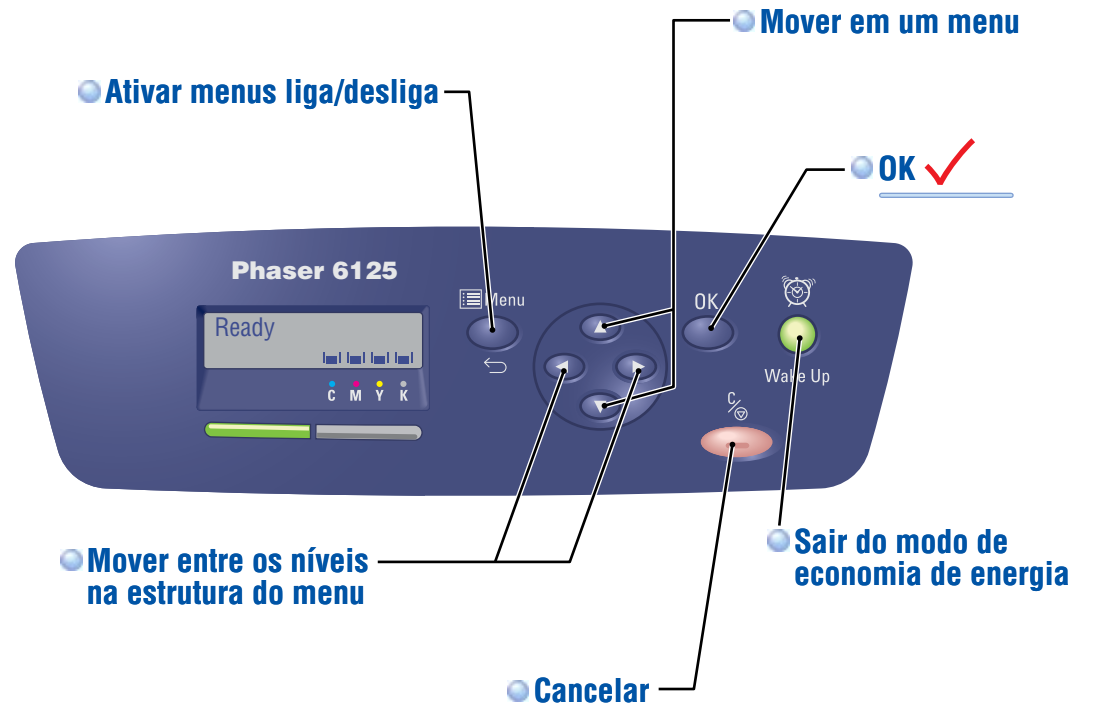 Mover em um menu
Ativar menus liga/desliga
OK
Phaser 6125
Menu
OK
Ready
Wake Up
C M Y K
C/
Mover entre os níveis
na estrutura do menu
Sair do modo de
economia de energia
Cancelar